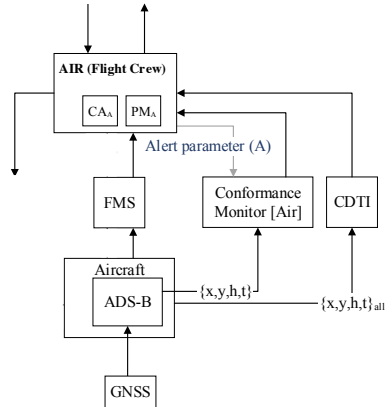 AIR (Flight Crew)
CAA PMA
Alert parameter (A)
FMS
Conformance
Monitor [Air]
CDTI
Aircraft
ADS-B
{x,y,h,t}
{x,y,h,t}all
GNSS